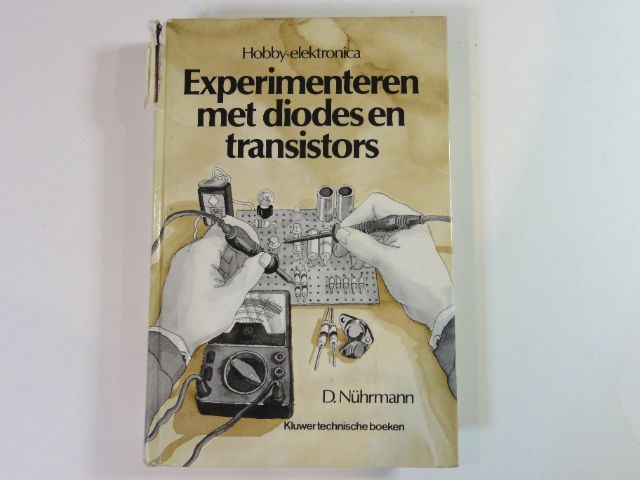 Hobby-elektronica
Experimenteren
met diodes en
transistors
D. Nührmann
Kluwer technische boeken